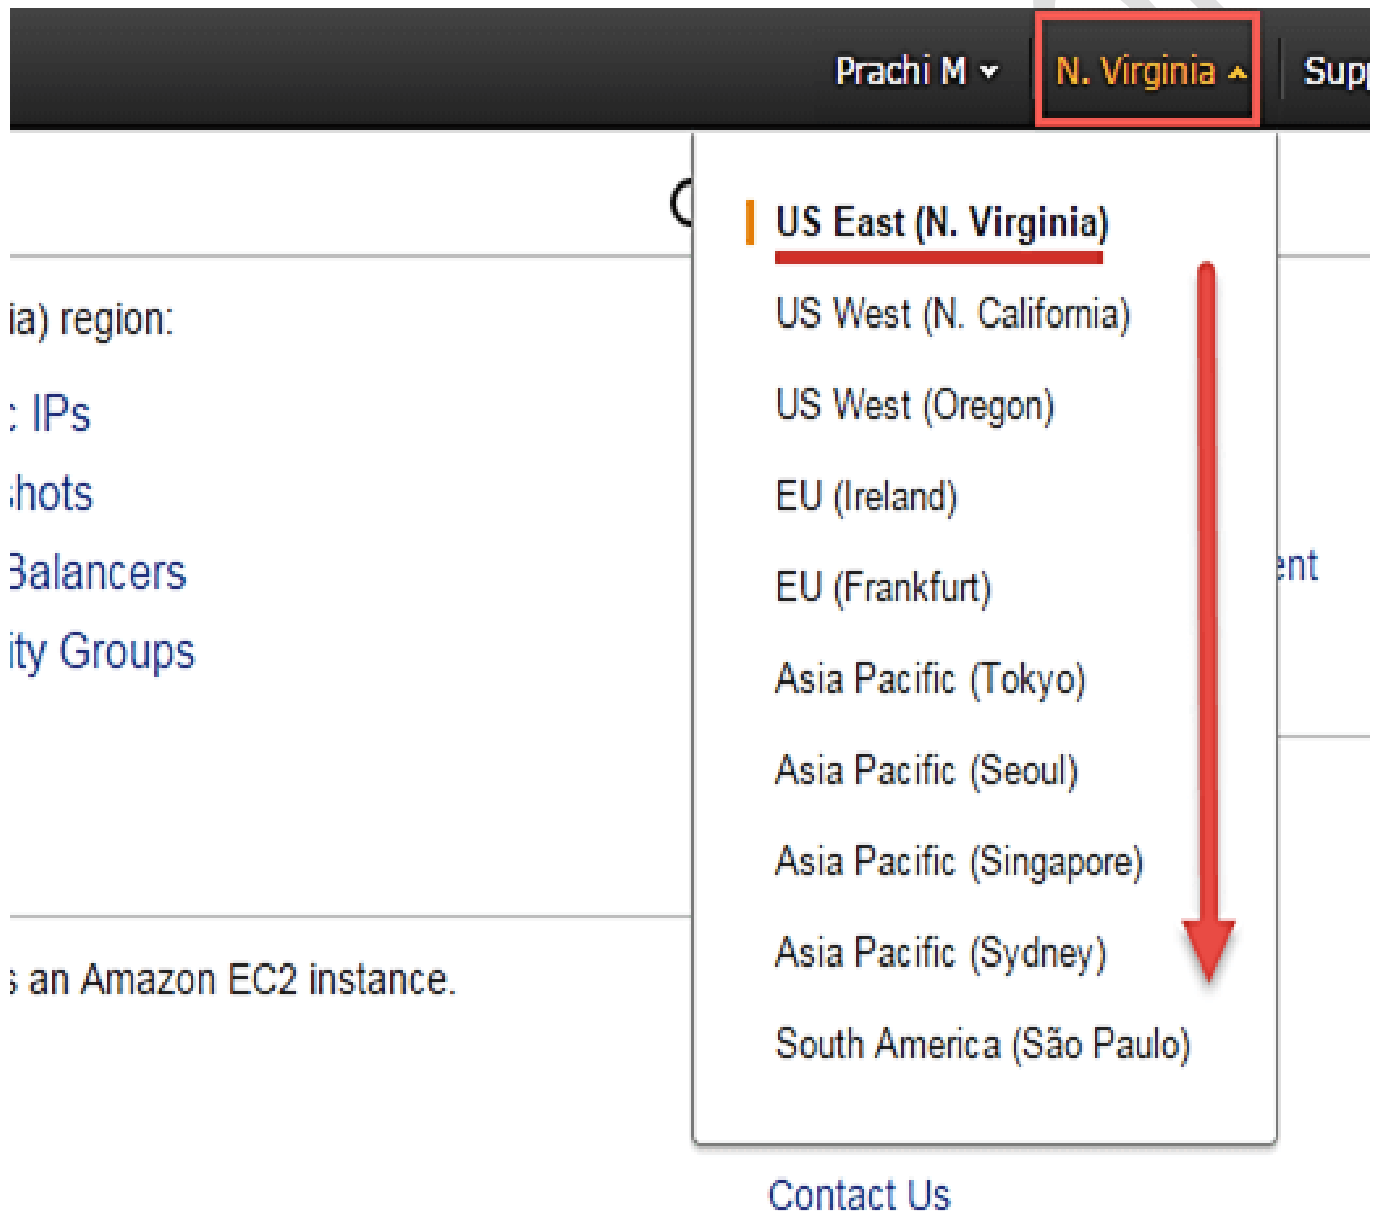 Prachi M N. Virginia
US East (N. Virginia)
US West (N. California)
ia) region:
US West (Oregon)
IPs
EU (Ireland)
hots
Balancers
EU (Frankfurt)
ent
ity Groups
Asia Pacific (Tokyo)
Asia Pacific (Seoul)
Asia Pacific (Singapore)
Asia Pacific (Sydney)
s an Amazon EC2 instance.
South America (São Paulo)
Contact Us